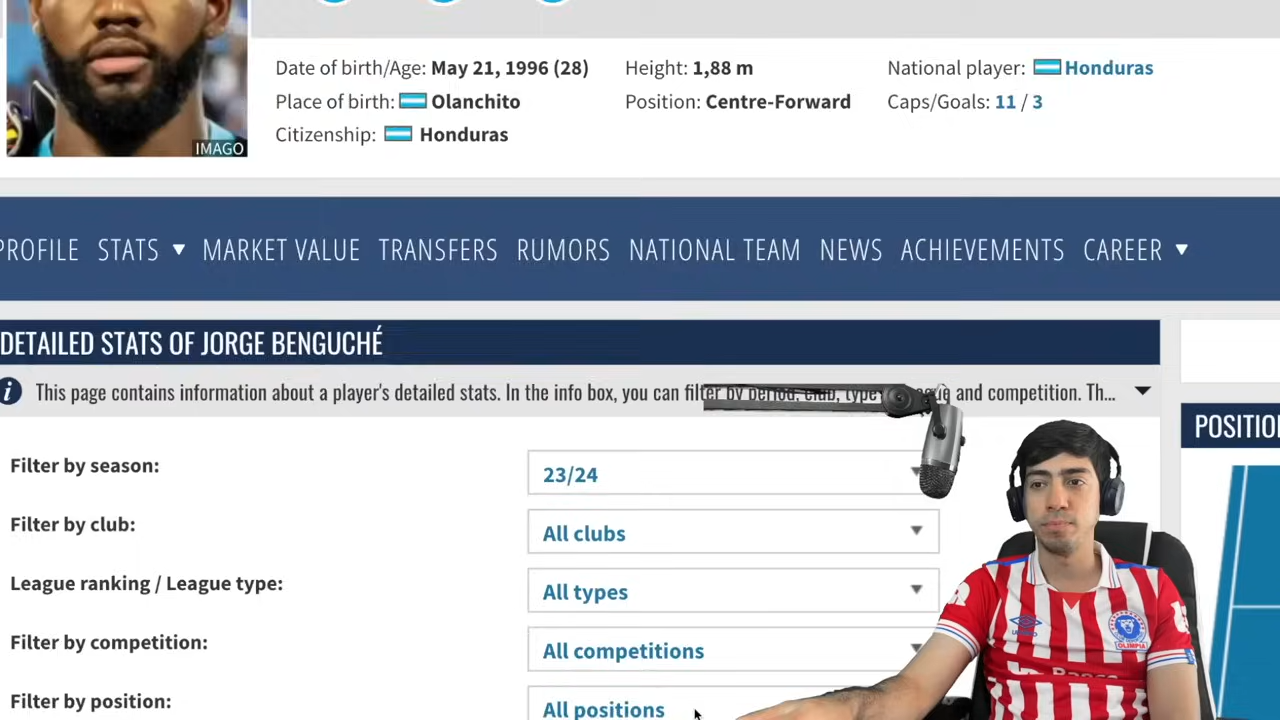 Date of birth/Age: May 21, 1996 (28)
Height: 1,88 m
National player: Honduras
Place of birth: Olanchito
Position: Centre-Forward
Caps/Goals: 11 / 3
Citizenship: Honduras
IMAGO
PROFILE STATS MARKET VALUE TRANSFERS RUMORS NATIONAL TEAM NEWS ACHIEVEMENTS CAREER
DETAILED STATS OF JORGE BENGUCHÉ
This page contains information about a player's detailed stats. In the info box, you can filter by period, club, type and competition. Th...
POSITIO
Filter by season: 23/24
Filter by club: All clubs
League ranking / League type: All types
Filter by competition: All competitions
Filter by position: All positions
OLIMPIA